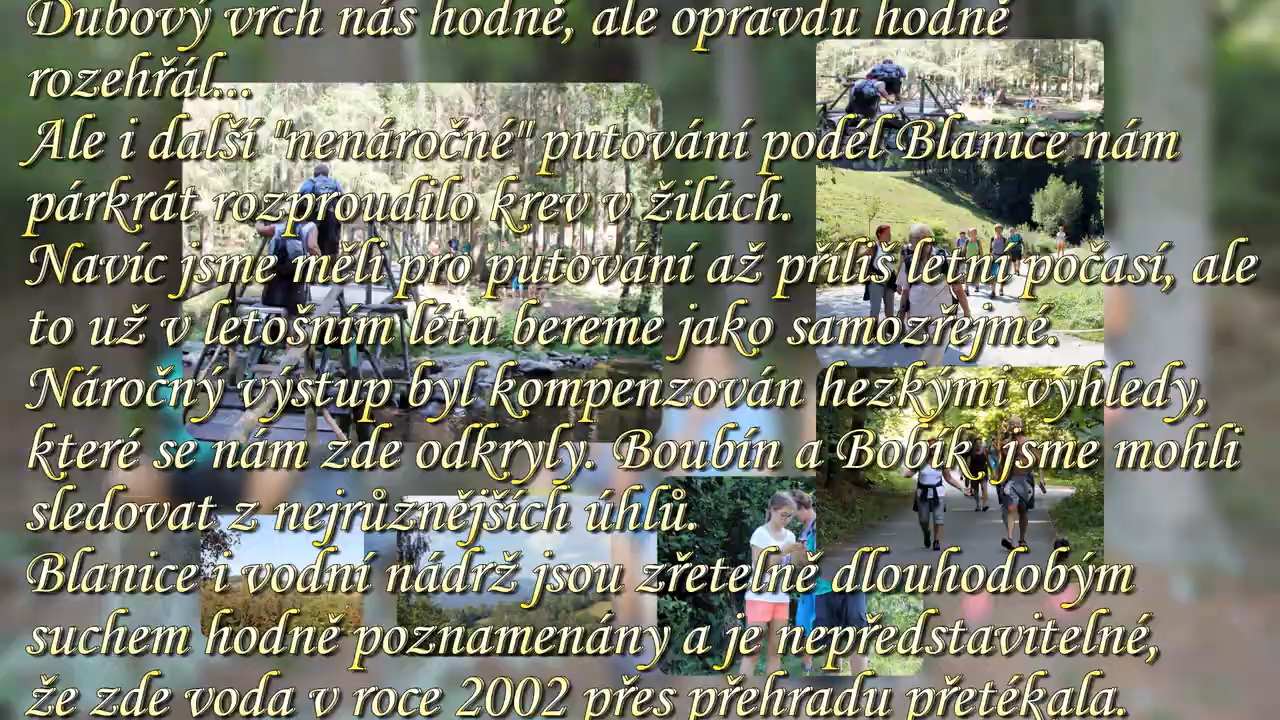 Dubový vrch nás hodně, ale opravdu hodně
rozehřál...
Ale i další "nenáročné" putování podél Blanice nám
párkrát rozproudilo krev v žilách.
Navíc jsme měli pro putování až příliš letní počasí, ale
to už v letošním létu bereme jako samozřejmé.
Náročný výstup byl kompenzován hezkými výhledy,
které se nám zde odkryly. Boubín a Bobík, jsme mohli
sledovat z nejrůznějších úhlů.
Blanice i vodní nádrž jsou zřetelně dlouhodobým
suchem hodně poznamenány a je nepředstavitelné,
že zde voda v roce 2002 přes přehradu přetékala.